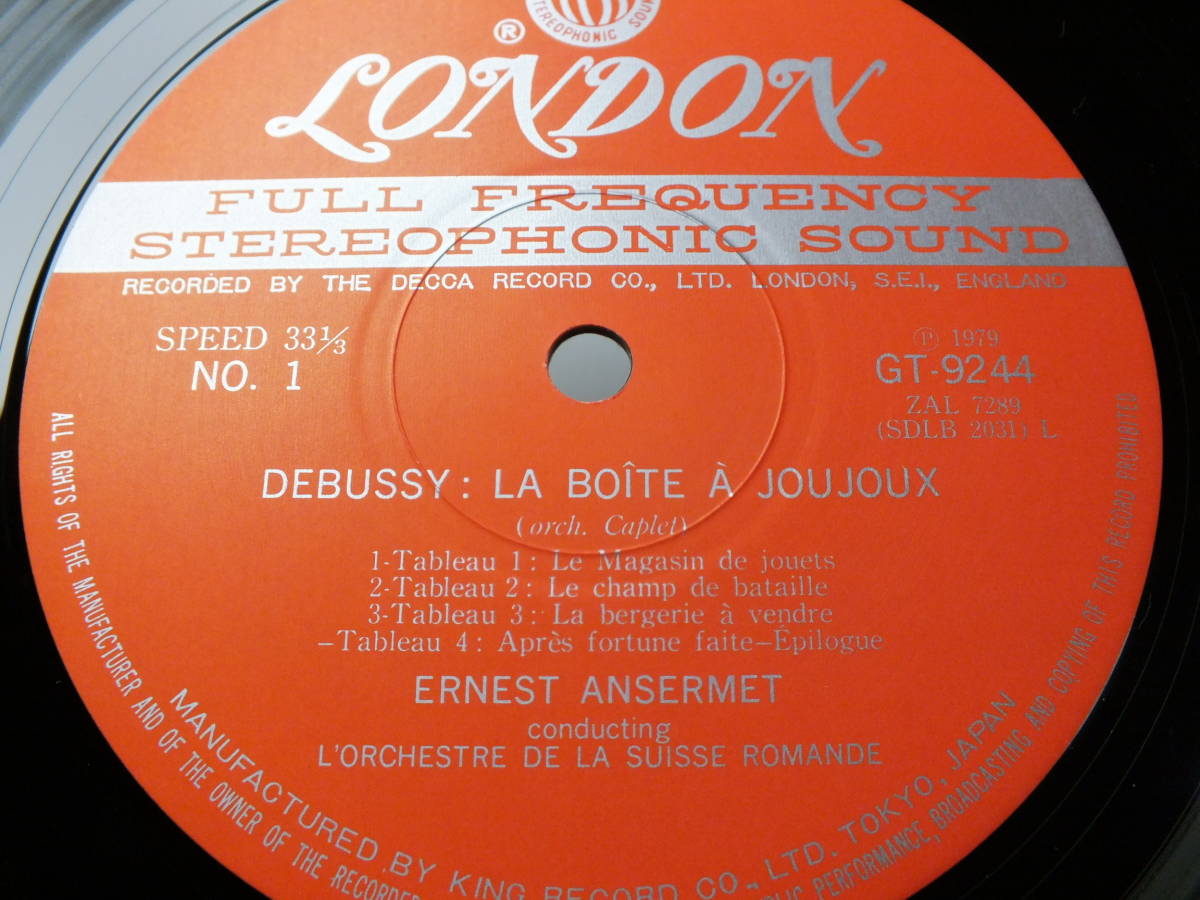 STEREOPHONIC SOUND
®
LONDON
FULL FREQUENCY
STEREOPHONIC SOUND
RECORDED BY THE DECCA RECORD CO., LTD. LONDON, S.E.I., ENGLAND
SPEED 33⅓
NO. 1
Ⓟ 1979
GT-9244
ZAL 7289
(SDLB 2031) L
DEBUSSY: LA BOÎTE À JOUJOUX
(orch. Caplet)
1-Tableau 1: Le Magasin de jouets
2-Tableau 2: Le champ de bataille
3-Tableau 3: La bergerie à vendre
–Tableau 4: Après fortune faite–Épilogue
ERNEST ANSERMET
conducting
L'ORCHESTRE DE LA SUISSE ROMANDE
MANUFACTURED BY KING RECORD CO., LTD. TOKYO, JAPAN
ALL RIGHTS OF THE MANUFACTURER AND OF THE OWNER OF THE RECORDED
PERFORMANCE, BROADCASTING AND COPYING OF THIS RECORD PROHIBITED